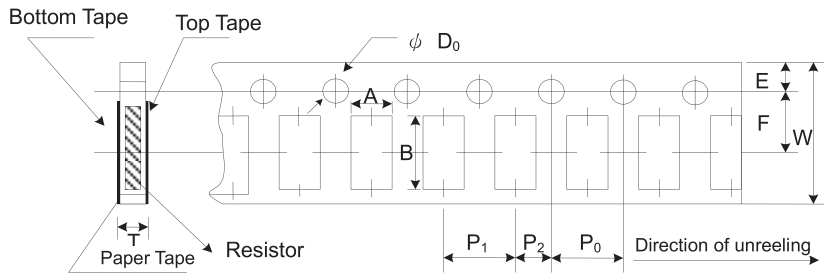 Bottom Tape
Top Tape
ϕ D0
A
B
E
F
W
T
Paper Tape
Resistor
P1
P2
P0
Direction of unreeling